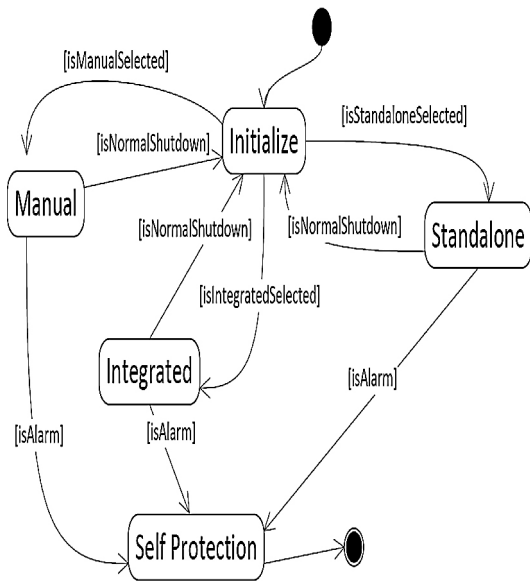 [isManualSelected]
[isStandaloneSelected]
Initialize
[isNormalShutdown]
Manual
[isNormalShutdown]
[isNormalShutdown]
Standalone
[isIntegratedSelected]
Integrated
[isAlarm]
[isAlarm]
[isAlarm]
Self Protection